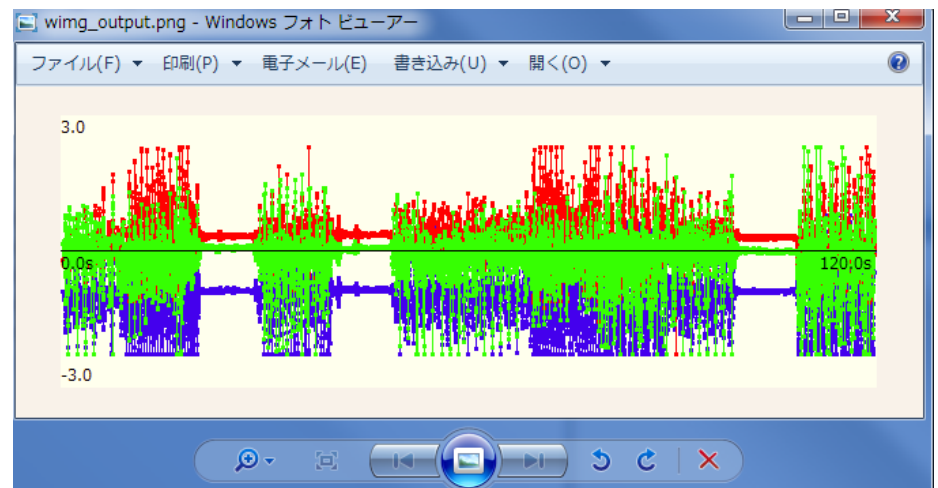 wimg_output.png - Windows フォト ビューアー
ファイル(F) 印刷(P) 電子メール(E) 書き込み(U) 開く(O)
3.0
0.0s 120.0s
-3.0